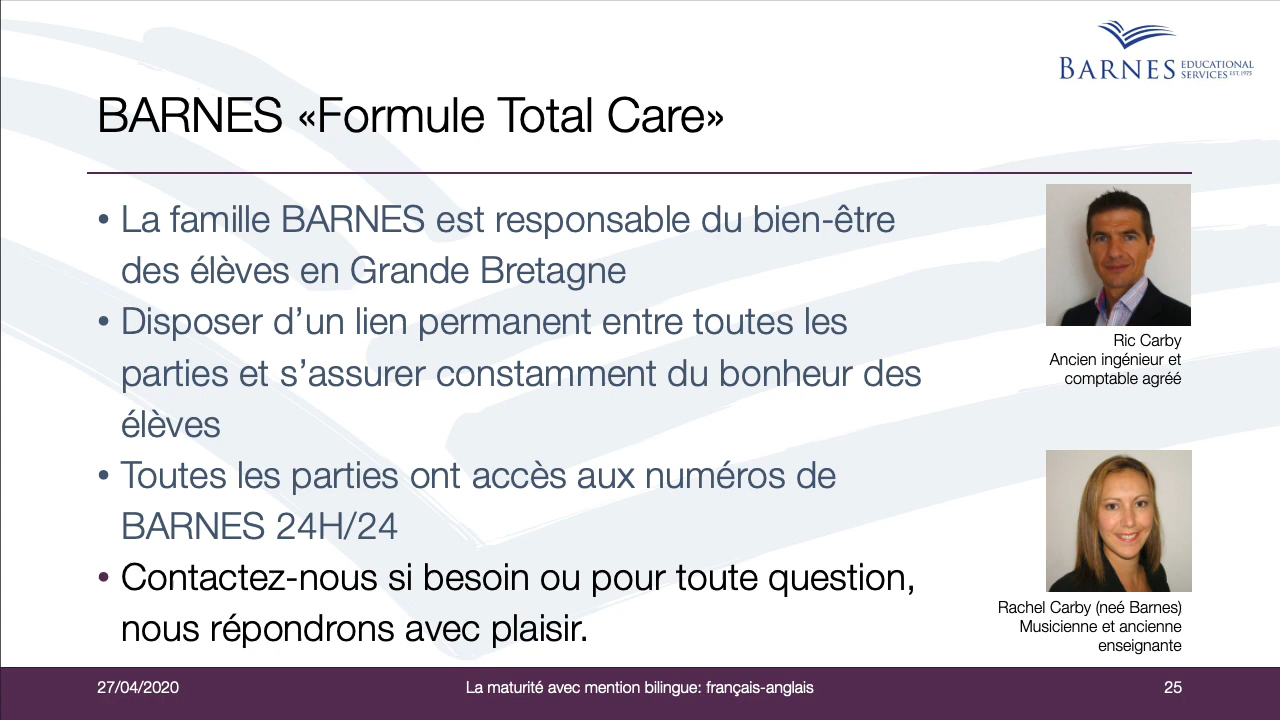 BARNES EDUCATIONAL
SERVICES EST. 1975
BARNES «Formule Total Care»
• La famille BARNES est responsable du bien-être
des élèves en Grande Bretagne
• Disposer d’un lien permanent entre toutes les
parties et s’assurer constamment du bonheur des
élèves
• Toutes les parties ont accès aux numéros de
BARNES 24H/24
• Contactez-nous si besoin ou pour toute question,
nous répondrons avec plaisir.
Ric Carby
Ancien ingénieur et
comptable agréé
Rachel Carby (neé Barnes)
Musicienne et ancienne
enseignante
27/04/2020
La maturité avec mention bilingue: français-anglais
25